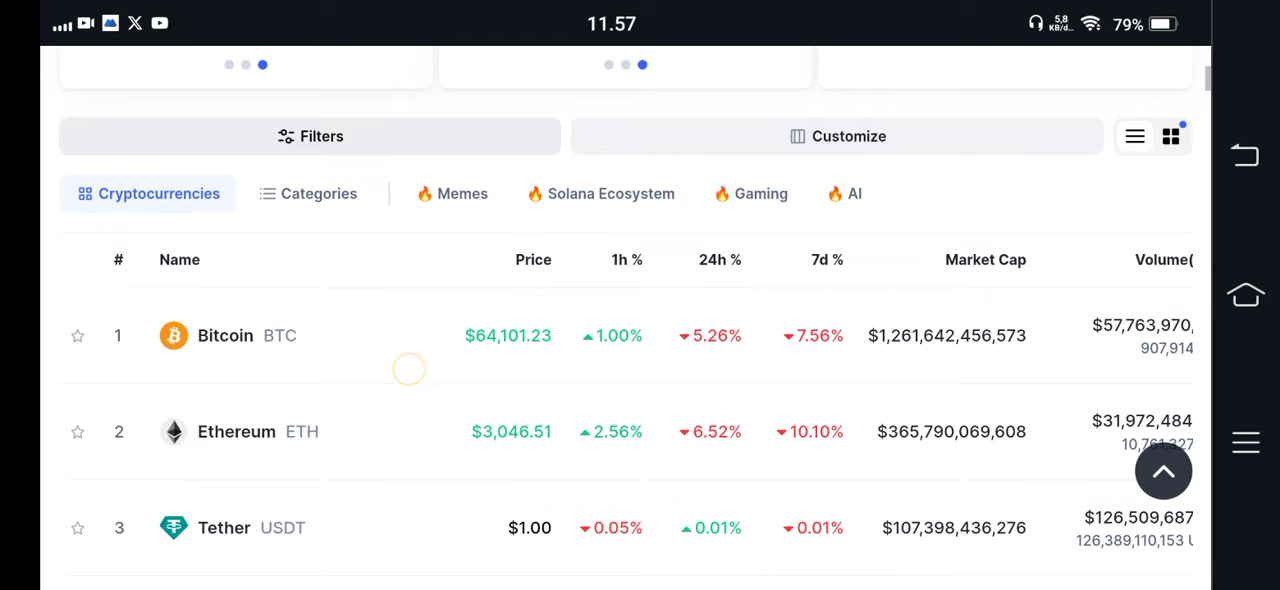 11.57
5,8
KB/d...
79%
Filters
Customize
Cryptocurrencies
Categories
Memes
Solana Ecosystem
Gaming
AI
# Name Price 1h % 24h % 7d % Market Cap Volume(
1 Bitcoin BTC $64,101.23 1.00% 5.26% 7.56% $1,261,642,456,573 $57,763,970,
907,914
2 Ethereum ETH $3,046.51 2.56% 6.52% 10.10% $365,790,069,608 $31,972,484
10,761,327
3 Tether USDT $1.00 0.05% 0.01% 0.01% $107,398,436,276 $126,509,687
126,389,110,153